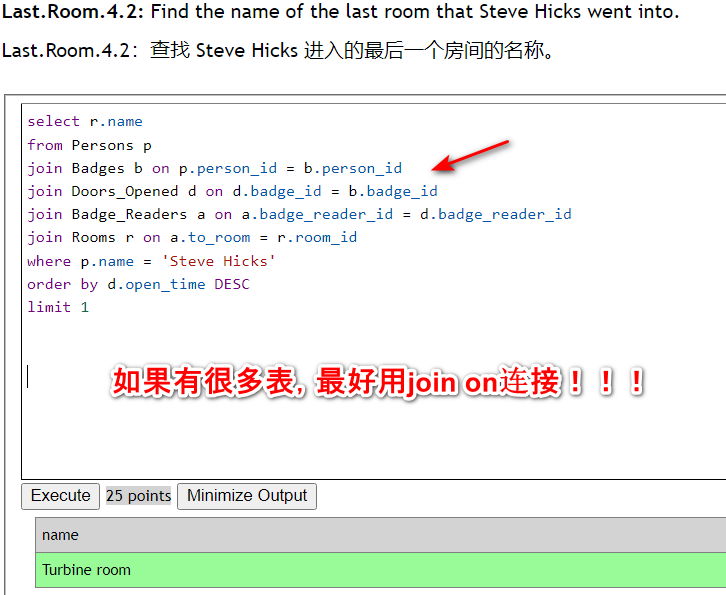 Last.Room.4.2: Find the name of the last room that Steve Hicks went into.
Last.Room.4.2：查找 Steve Hicks 进入的最后一个房间的名称。
select r.name
from Persons p
join Badges b on p.person_id = b.person_id
join Doors_Opened d on d.badge_id = b.badge_id
join Badge_Readers a on a.badge_reader_id = d.badge_reader_id
join Rooms r on a.to_room = r.room_id
where p.name = 'Steve Hicks'
order by d.open_time DESC
limit 1
如果有很多表，最好用join on连接！！！
Execute 25 points Minimize Output
name
Turbine room